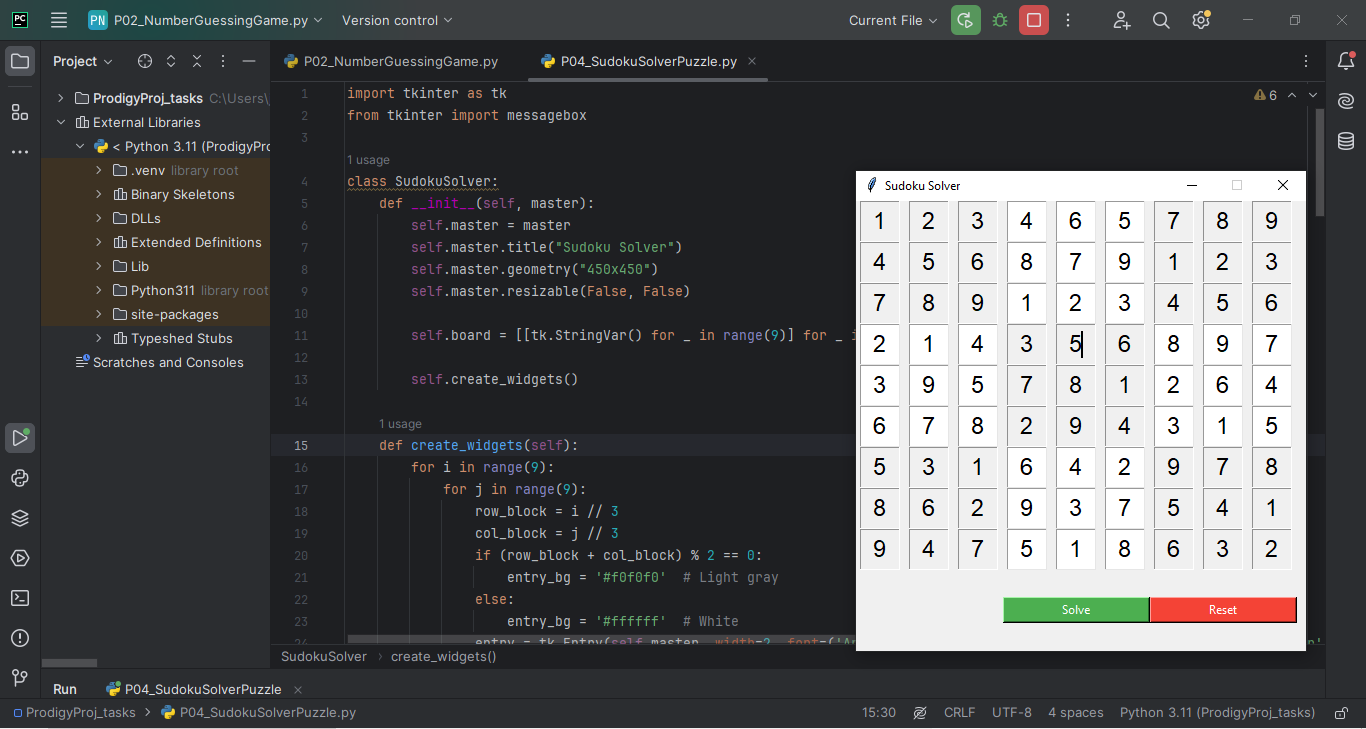 PC
PN P02_NumberGuessingGame.py Version control Current File
Project
P02_NumberGuessingGame.py P04_SudokuSolverPuzzle.py
ProdigyProj_tasks C:\Users\
External Libraries
< Python 3.11 (ProdigyPro
.venv library root
Binary Skeletons
DLLs
Extended Definitions
Lib
Python311 library root
site-packages
Typeshed Stubs
Scratches and Consoles
6
1 import tkinter as tk
2 from tkinter import messagebox
3
1 usage
4 class SudokuSolver:
5 def __init__(self, master):
6 self.master = master
7 self.master.title("Sudoku Solver")
8 self.master.geometry("450x450")
9 self.master.resizable(False, False)
10
11 self.board = [[tk.StringVar() for _ in range(9)] for _ i
12
13 self.create_widgets()
14
1 usage
15 def create_widgets(self):
16 for i in range(9):
17 for j in range(9):
18 row_block = i // 3
19 col_block = j // 3
20 if (row_block + col_block) % 2 == 0:
21 entry_bg = '#f0f0f0' # Light gray
22 else:
23 entry_bg = '#ffffff' # White
24 entry = tk.Entry(self.master, width=2, font=('Ar
Sudoku Solver
1 2 3 4 6 5 7 8 9
4 5 6 8 7 9 1 2 3
7 8 9 1 2 3 4 5 6
2 1 4 3 5 6 8 9 7
3 9 5 7 8 1 2 6 4
6 7 8 2 9 4 3 1 5
5 3 1 6 4 2 9 7 8
8 6 2 9 3 7 5 4 1
9 4 7 5 1 8 6 3 2
Solve Reset
SudokuSolver > create_widgets()
Run P04_SudokuSolverPuzzle
ProdigyProj_tasks > P04_SudokuSolverPuzzle.py 15:30 CRLF UTF-8 4 spaces Python 3.11 (ProdigyProj_tasks)